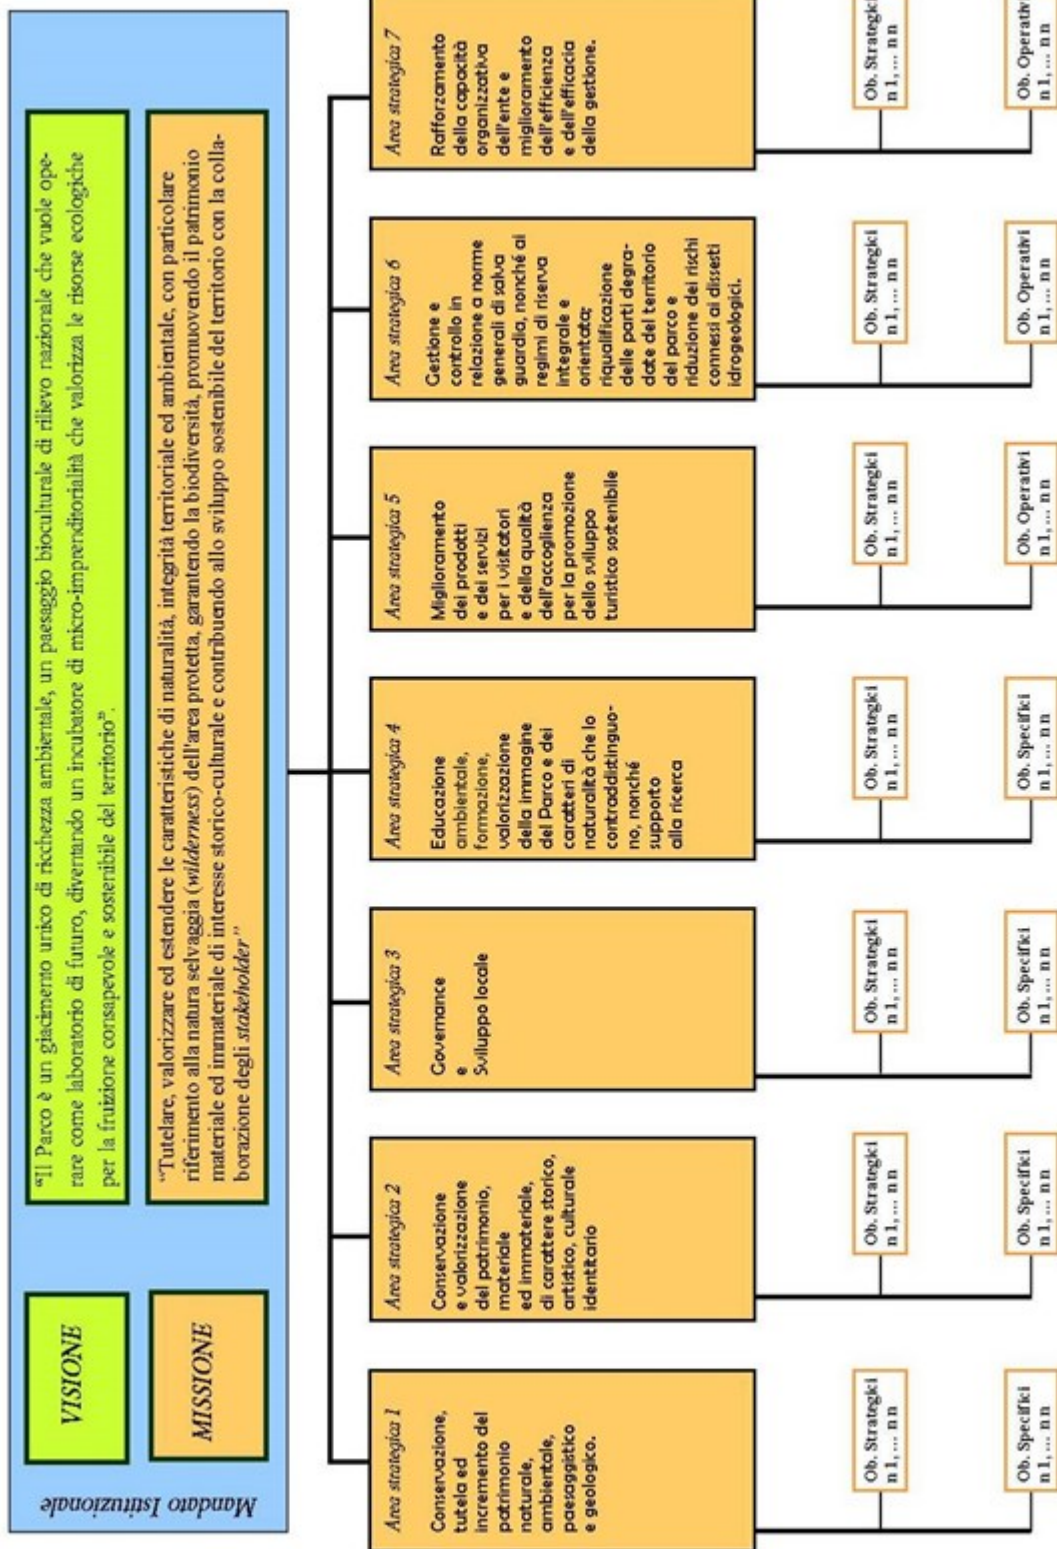 Mandato Istituzionale
VISIONE
“Il Parco è un giacimento unico di ricchezza ambientale, un paesaggio bioculturale di rilievo nazionale che vuole ope-
rare come laboratorio di futuro, diventando un incubatore di micro-imprenditorialità che valorizza le risorse ecologiche
per la fruizione consapevole e sostenibile del territorio”.
MISSIONE
“Tutelare, valorizzare ed estendere le caratteristiche di naturalità, integrità territoriale ed ambientale, con particolare
riferimento alla natura selvaggia (wilderness) dell'area protetta, garantendo la biodiversità, promuovendo il patrimonio
materiale ed immateriale di interesse storico-culturale e contribuendo allo sviluppo sostenibile del territorio con la colla-
borazione degli stakeholder”
Area strategica 1
Conservazione,
tutela ed
incremento del
patrimonio
naturale,
ambientale,
paesaggistico
e geologico.
Ob. Strategici
n 1, ... n n
Ob. Specifici
n 1, ... n n
Area strategica 2
Conservazione
e valorizzazione
del patrimonio,
materiale
ed immateriale,
di carattere storico,
artistico, culturale
identitario
Ob. Strategici
n 1, ... n n
Ob. Specifici
n 1, ... n n
Area strategica 3
Governance
e
Sviluppo locale
Ob. Strategici
n 1, ... n n
Ob. Specifici
n 1, ... n n
Area strategica 4
Educazione
ambientale,
formazione,
valorizzazione
della immagine
del Parco e dei
caratteri di
naturalità che lo
contraddistinguo-
no, nonché
supporto
alla ricerca
Ob. Strategici
n 1, ... n n
Ob. Specifici
n 1, ... n n
Area strategica 5
Miglioramento
dei prodotti
e dei servizi
per i visitatori
e della qualità
dell'accoglienza
per la promozione
dello sviluppo
turistico sostenibile
Ob. Strategici
n 1, ... n n
Ob. Operativi
n 1, ... n n
Area strategica 6
Gestione e
controllo in
relazione a norme
generali di salva
guardia, nonché ai
regimi di riserva
integrale e
orientata;
riqualificazione
delle parti degra-
date del territorio
del parco e
riduzione dei rischi
connessi ai dissesti
idrogeologici.
Ob. Strategici
n 1, ... n n
Ob. Operativi
n 1, ... n n
Area strategica 7
Rafforzamento
della capacità
organizzativa
dell'ente e
miglioramento
dell'efficienza
e dell'efficacia
della gestione.
Ob. Strategici
n 1, ... n n
Ob. Operativi
n 1, ... n n